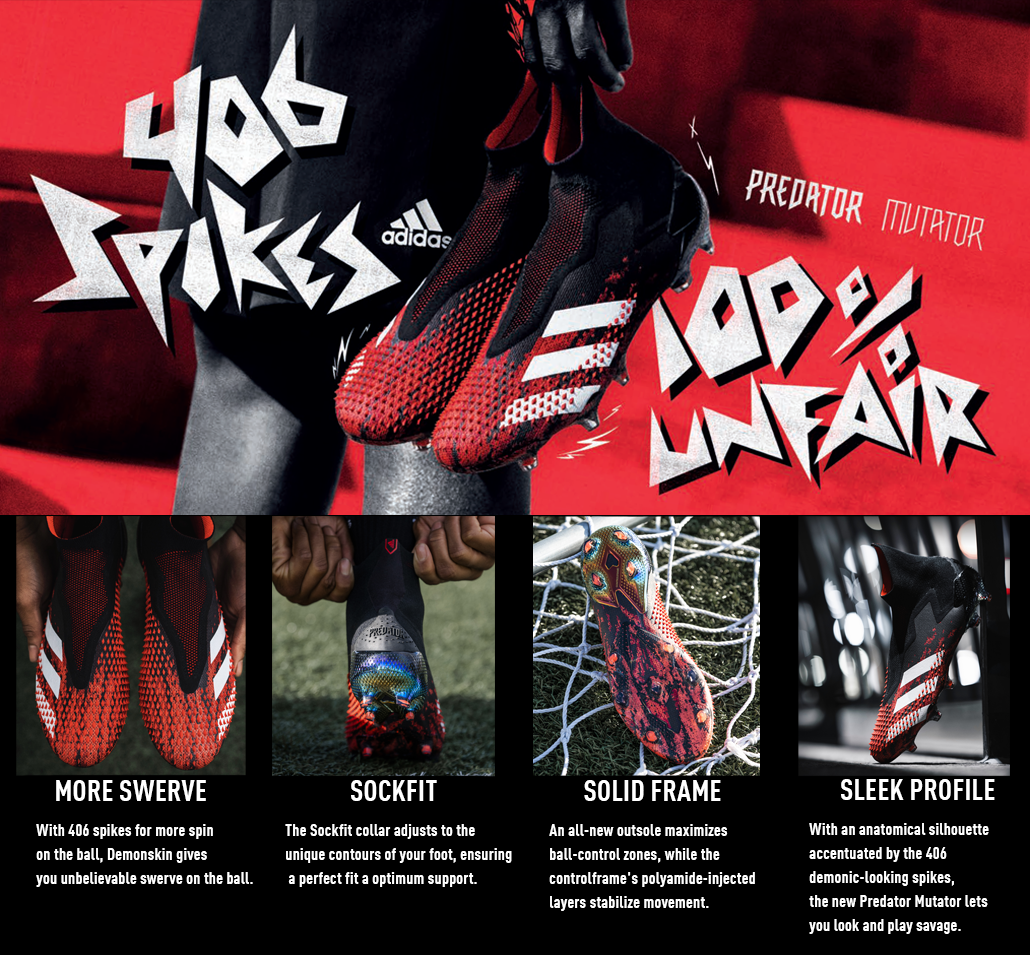 406
SPIKES
adidas
PREDATOR MUTATOR
100%
UNFAIR
PREDATOR
MORE SWERVE
With 406 spikes for more spin
on the ball, Demonskin gives
you unbelievable swerve on the ball.
SOCKFIT
The Sockfit collar adjusts to the
unique contours of your foot, ensuring
a perfect fit a optimum support.
SOLID FRAME
An all-new outsole maximizes
ball-control zones, while the
controlframe's polyamide-injected
layers stabilize movement.
SLEEK PROFILE
With an anatomical silhouette
accentuated by the 406
demonic-looking spikes,
the new Predator Mutator lets
you look and play savage.